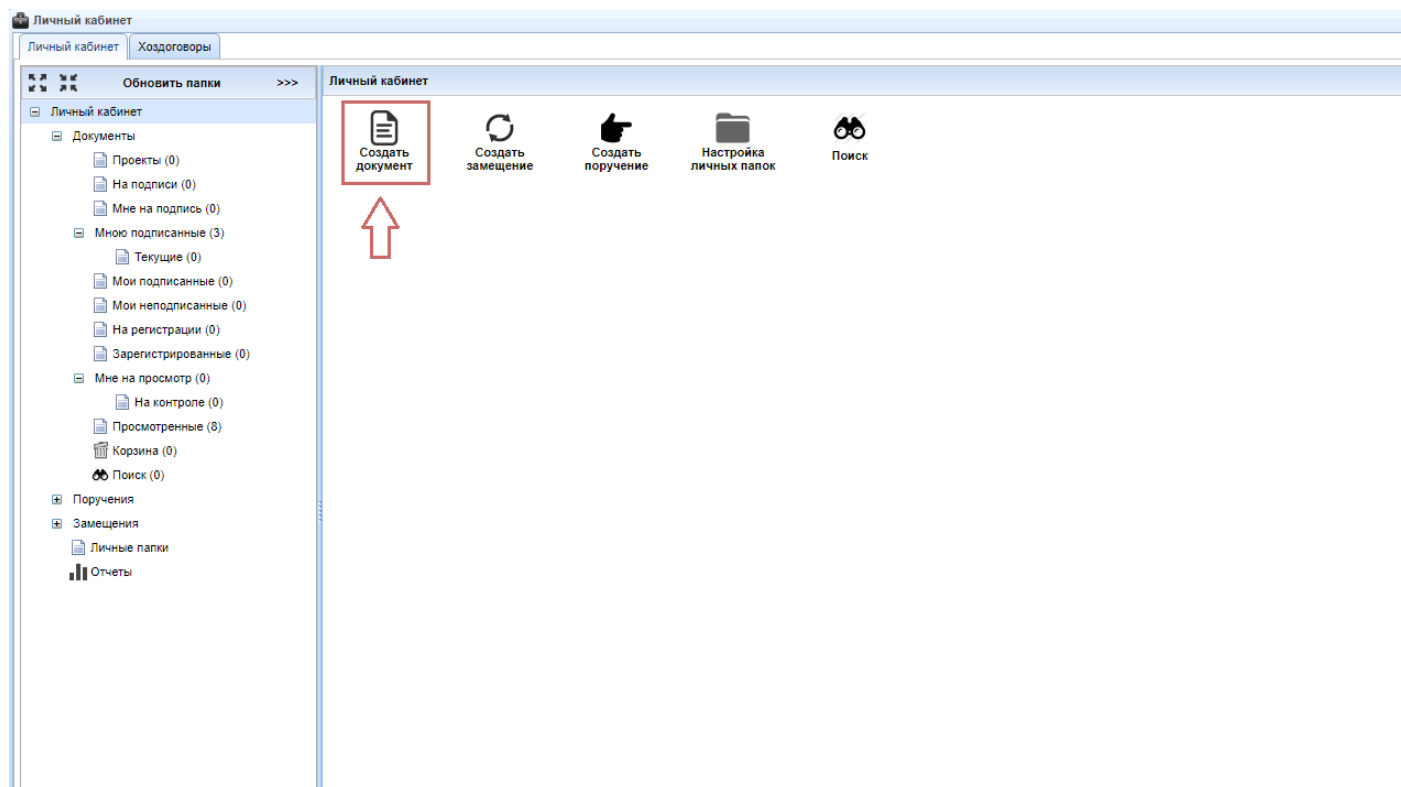 Личный кабинет
Личный кабинет
Хоздоговоры
Обновить папки
>>>
Личный кабинет
Документы
Проекты (0)
На подписи (0)
Мне на подпись (0)
Мною подписанные (3)
Текущие (0)
Мои подписанные (0)
Мои неподписанные (0)
На регистрации (0)
Зарегистрированные (0)
Мне на просмотр (0)
На контроле (0)
Просмотренные (8)
Корзина (0)
Поиск (0)
Поручения
Замещения
Личные папки
Отчеты
Личный кабинет
Создать
документ
Создать
замещение
Создать
поручение
Настройка
личных папок
Поиск